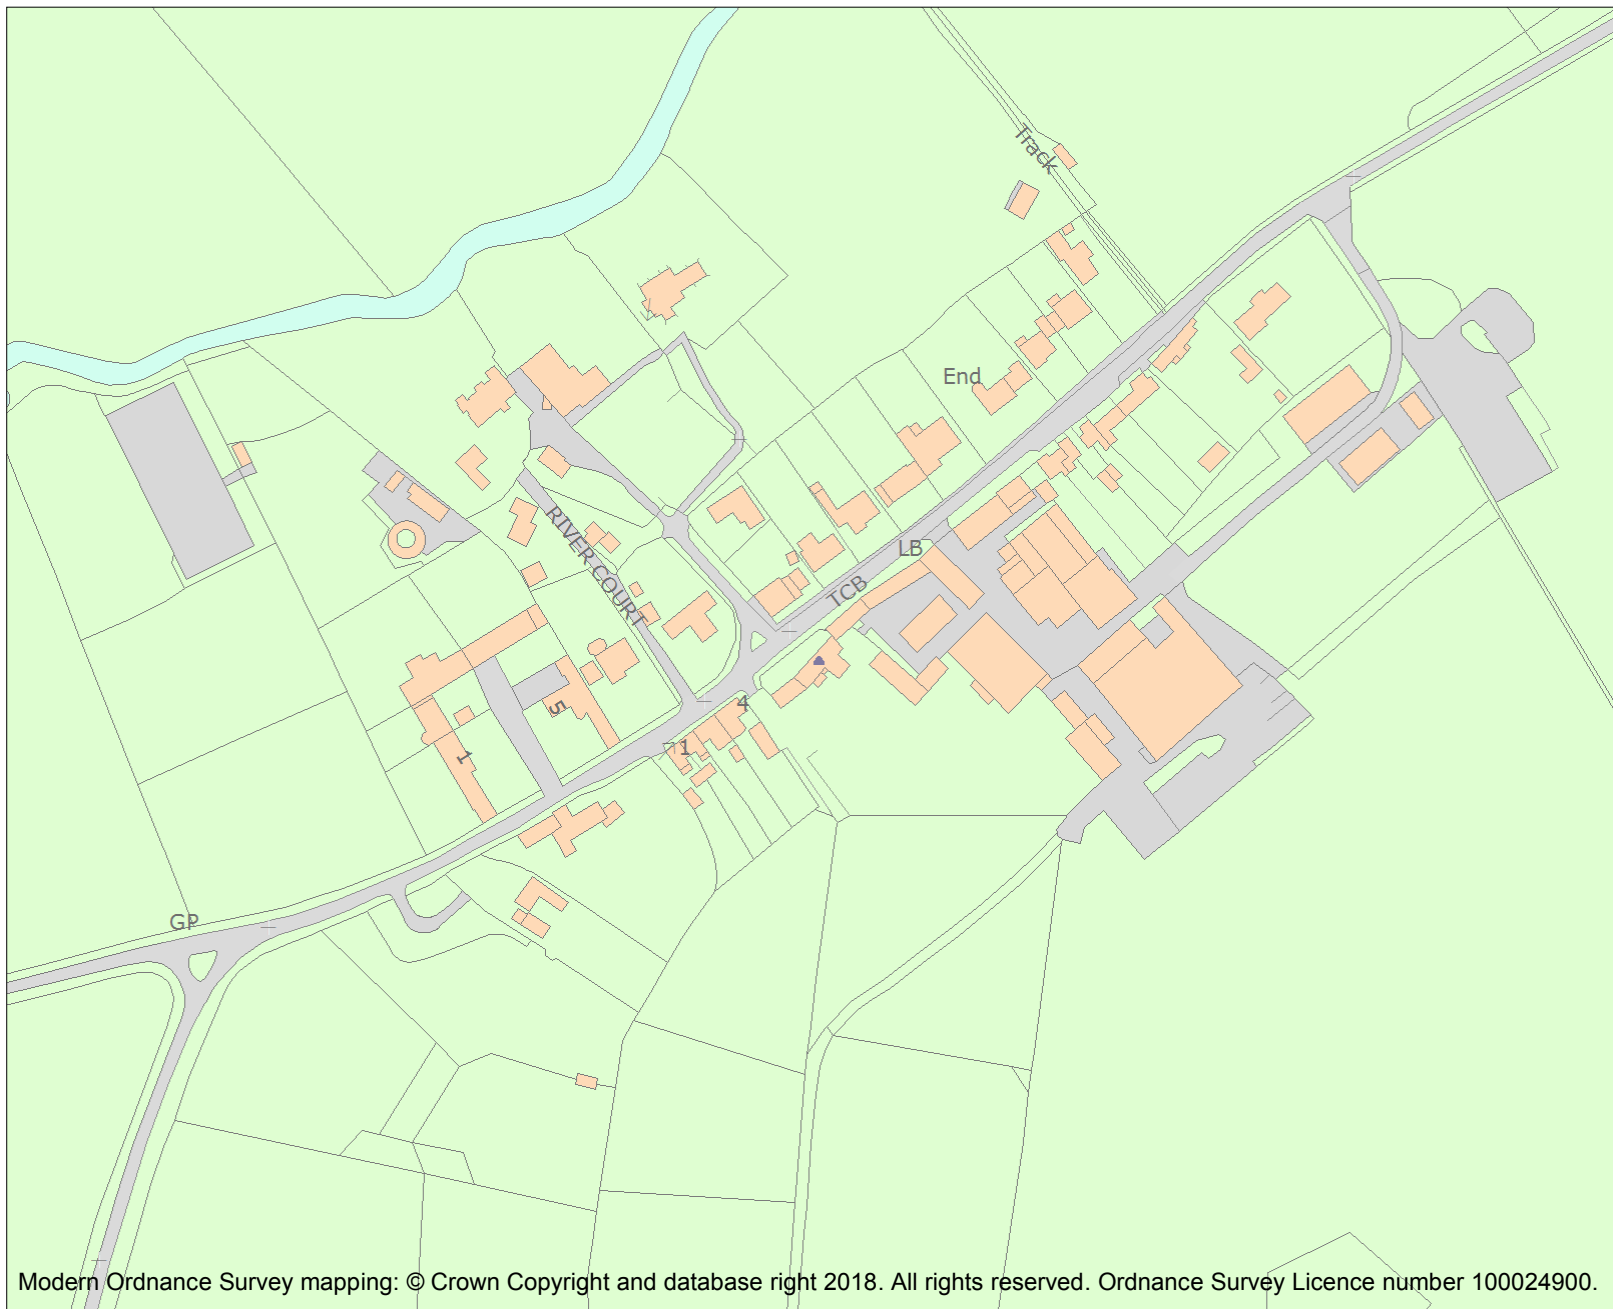 Track
End
LB
RIVER COURT
TCB
4
5
1
1
GP
Modern Ordnance Survey mapping: © Crown Copyright and database right 2018. All rights reserved. Ordnance Survey Licence number 100024900.